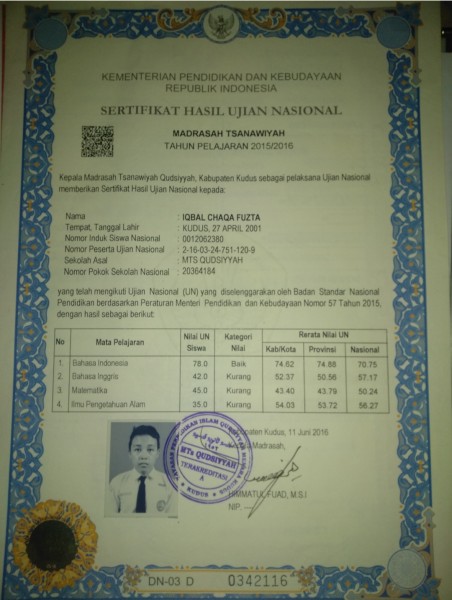 KEMENTERIAN PENDIDIKAN DAN KEBUDAYAAN
REPUBLIK INDONESIA
SERTIFIKAT HASIL UJIAN NASIONAL
MADRASAH TSANAWIYAH
TAHUN PELAJARAN 2015/2016
Kepala Madrasah Tsanawiyah Qudsiyyah, Kabupaten Kudus sebagai pelaksana Ujian Nasional
memberikan Sertifikat Hasil Ujian Nasional kepada:
Nama : IQBAL CHAQA FUZTA
Tempat, Tanggal Lahir : KUDUS, 27 APRIL 2001
Nomor Induk Siswa Nasional : 0012062380
Nomor Peserta Ujian Nasional : 2-16-03-24-751-120-9
Sekolah Asal : MTS QUDSIYYAH
Nomor Pokok Sekolah Nasional : 20364184
yang telah mengikuti Ujian Nasional (UN) yang diselenggarakan oleh Badan Standar Nasional
Pendidikan berdasarkan Peraturan Menteri Pendidikan dan Kebudayaan Nomor 57 Tahun 2015,
dengan hasil sebagai berikut:
No Mata Pelajaran Nilai UN Siswa Kategori Nilai Rerata Nilai UN
Kab/Kota Provinsi Nasional
1. Bahasa Indonesia 78.0 Baik 74.62 74.88 70.75
2. Bahasa Inggris 42.0 Kurang 52.37 50.56 57.17
3. Matematika 45.0 Kurang 43.40 43.79 50.24
4. Ilmu Pengetahuan Alam 35.0 Kurang 54.03 53.72 56.27
Kabupaten Kudus, 11 Juni 2016
Madrasah,
MTs QUDSIYYAH
TERAKREDITASI
A
KUDUS
HIMMATUL FUAD, M.S.I
NIP. ---
DN-03 D 0342116